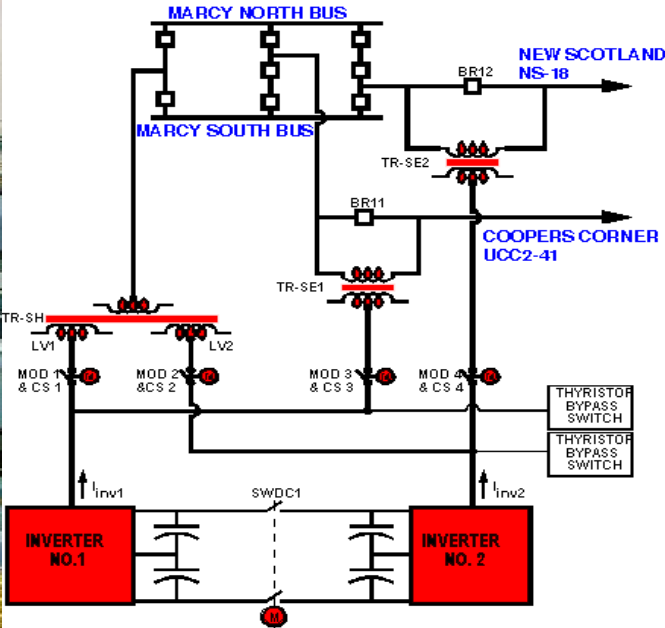 MARCY NORTH BUS
NEW SCOTLAND
NS-18
BR12
MARCY SOUTH BUS
TR-SE2
BR11
COOPERS CORNER
UCC2-41
TR-SE1
TR-SH
LV1
LV2
MOD 1
& CS 1
MOD 2
&CS 2
MOD 3
& CS 3
MOD 4
& CS 4
THYRISTOR
BYPASS
SWITCH
THYRISTOR
BYPASS
SWITCH
Iinv1
SWDC1
Iinv2
INVERTER
NO.1
INVERTER
NO. 2
M